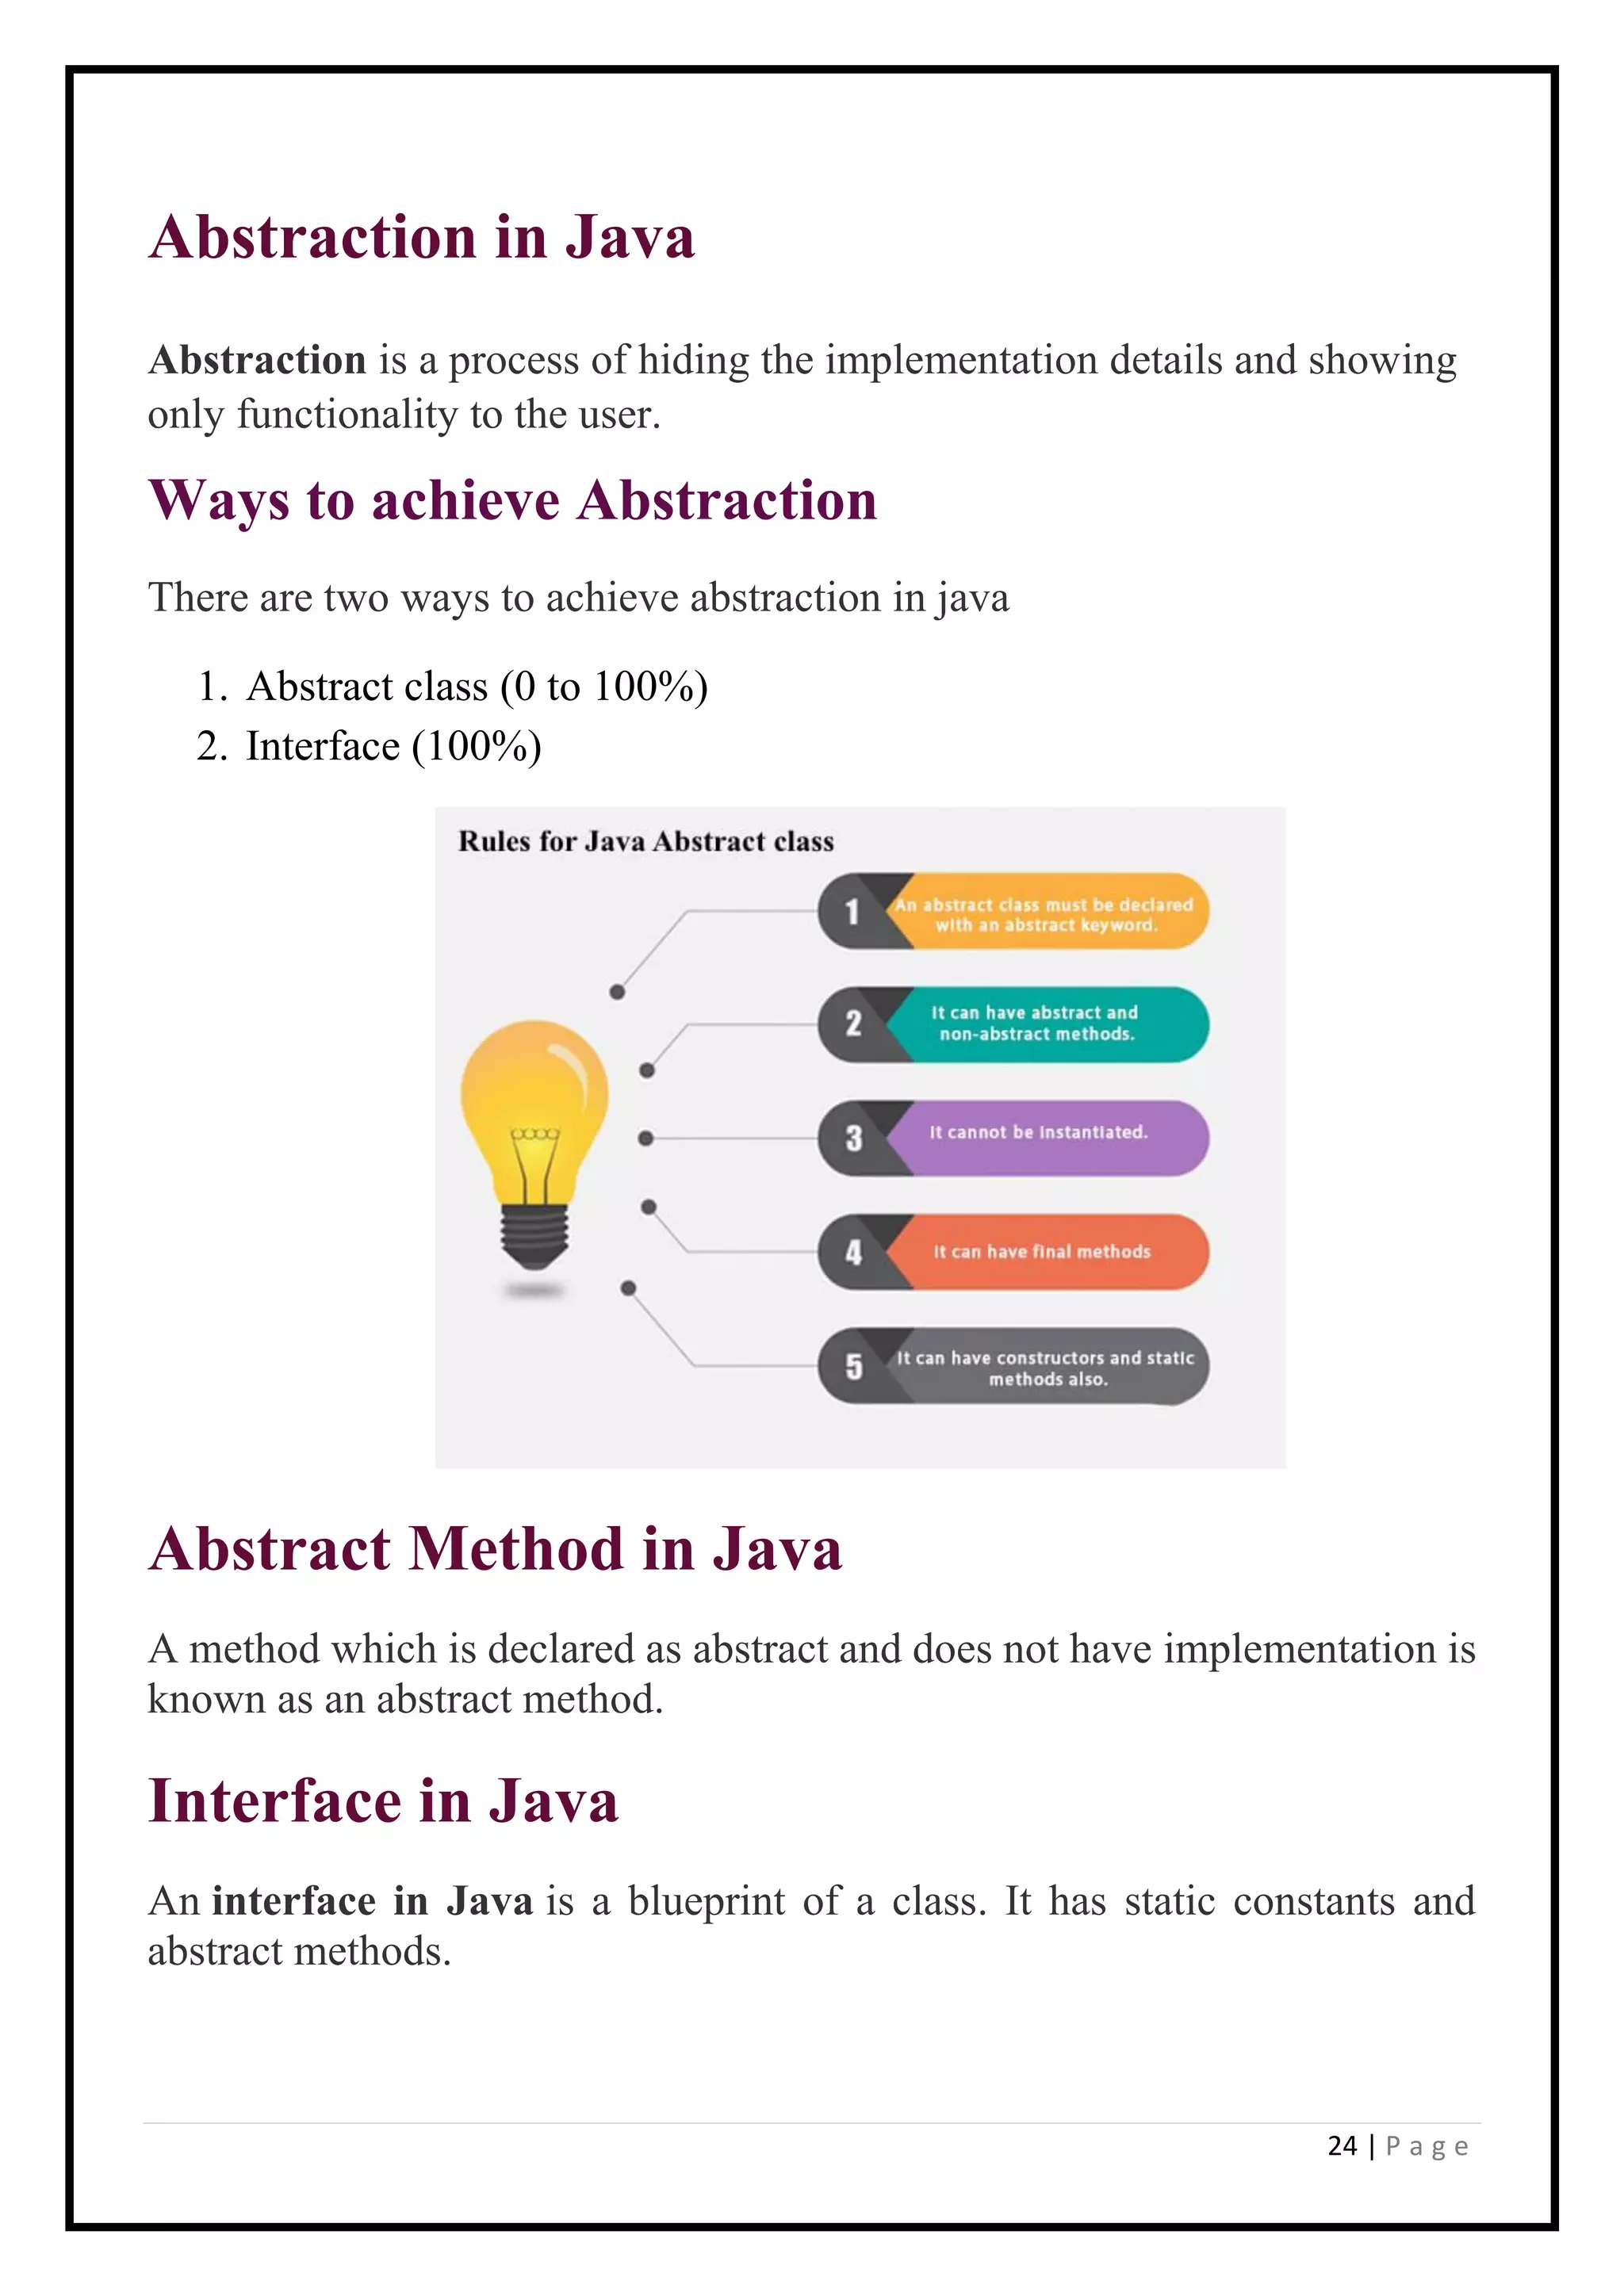 Abstraction in Java
Abstraction is a process of hiding the implementation details and showing
only functionality to the user.
Ways to achieve Abstraction
There are two ways to achieve abstraction in java
1. Abstract class (0 to 100%)
2. Interface (100%)
Rules for Java Abstract class
1
An abstract class must be declared
with an abstract keyword.
2
It can have abstract and
non-abstract methods.
3
It cannot be instantiated.
4
It can have final methods
5
It can have constructors and static
methods also.
Abstract Method in Java
A method which is declared as abstract and does not have implementation is
known as an abstract method.
Interface in Java
An interface in Java is a blueprint of a class. It has static constants and
abstract methods.
24 | P a g e